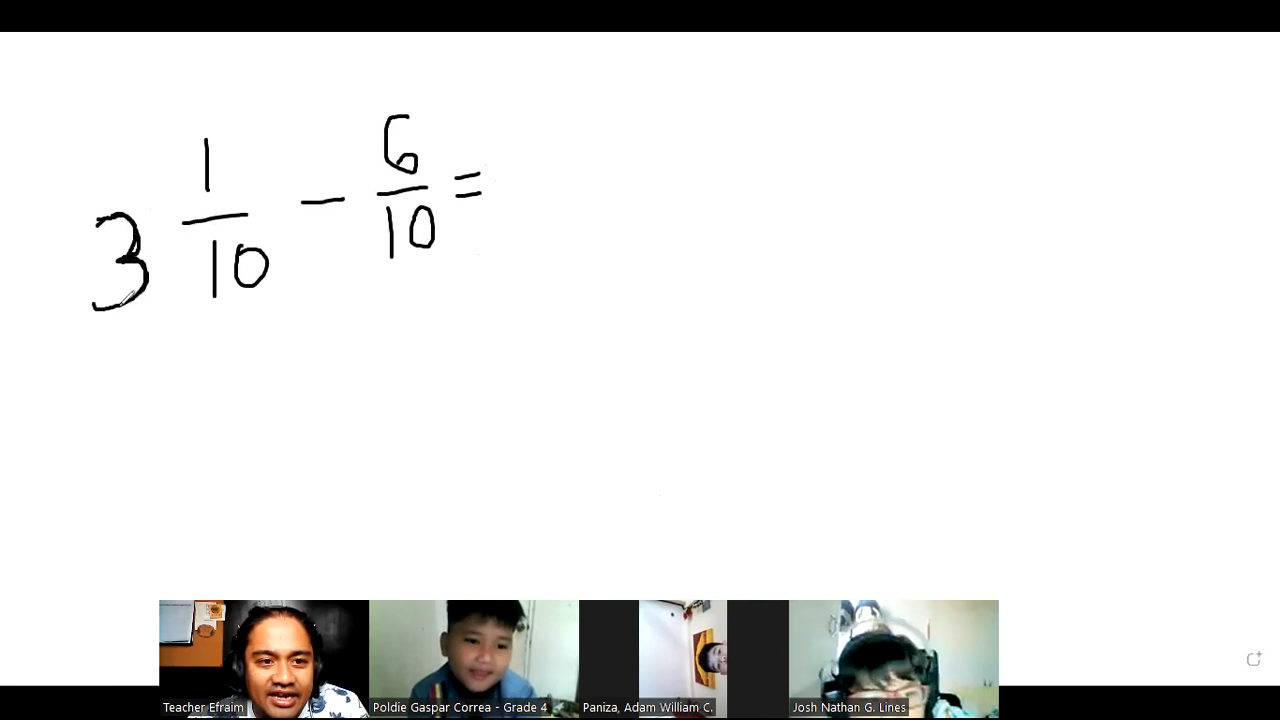 3 1/10 - 6/10 =
Teacher Efraim
Poldie Gaspar Correa - Grade 4
Paniza, Adam William C.
Josh Nathan G. Lines